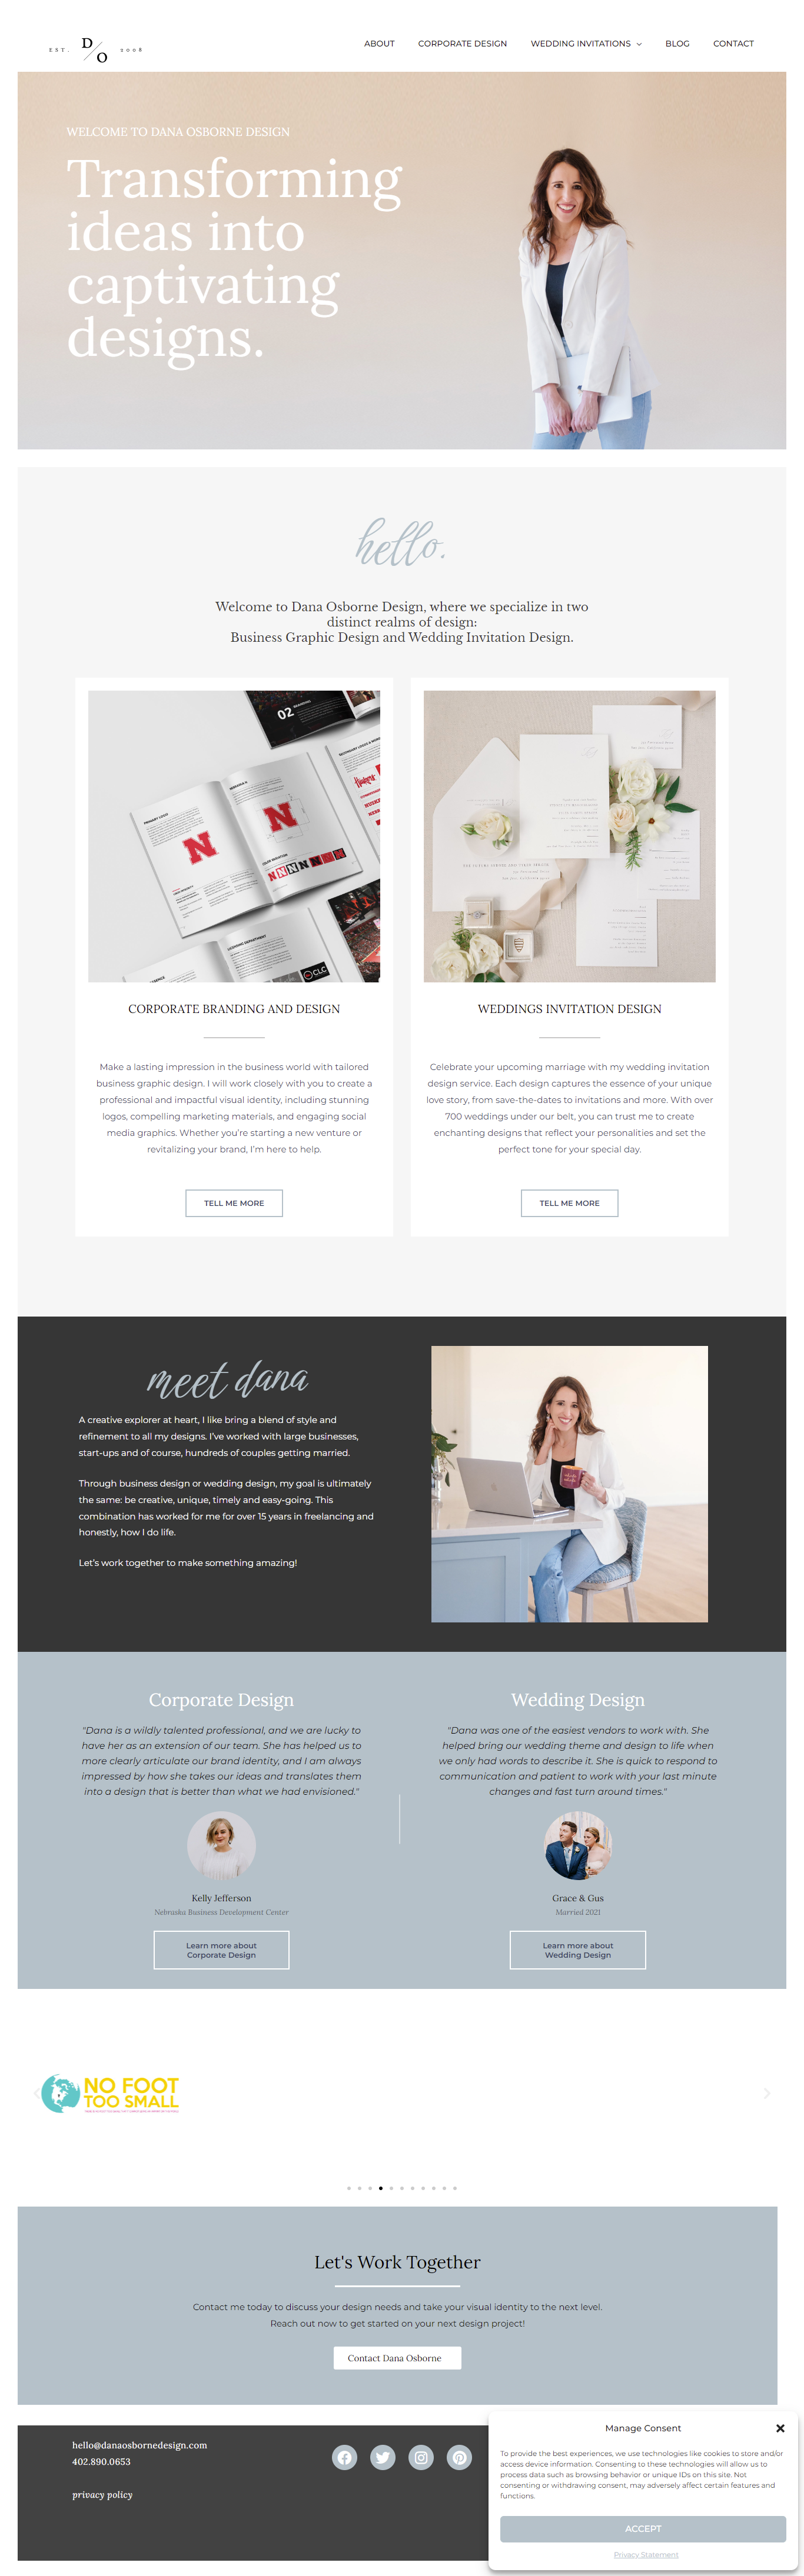 EST.
D
O
2008
ABOUT
CORPORATE DESIGN
WEDDING INVITATIONS
BLOG
CONTACT
WELCOME TO DANA OSBORNE DESIGN
Transforming
ideas into
captivating
designs.
hello.
Welcome to Dana Osborne Design, where we specialize in two
distinct realms of design:
Business Graphic Design and Wedding Invitation Design.
02
BRANDING
PRIMARY LOGO
N
N
CLC
CORPORATE BRANDING AND DESIGN
Make a lasting impression in the business world with tailored
business graphic design. I will work closely with you to create a
professional and impactful visual identity, including stunning
logos, compelling marketing materials, and engaging social
media graphics. Whether you're starting a new venture or
revitalizing your brand, I'm here to help.
TELL ME MORE
WEDDINGS INVITATION DESIGN
Celebrate your upcoming marriage with my wedding invitation
design service. Each design captures the essence of your unique
love story, from save-the-dates to invitations and more. With over
700 weddings under our belt, you can trust me to create
enchanting designs that reflect your personalities and set the
perfect tone for your special day.
TELL ME MORE
meet dana
A creative explorer at heart, I like bring a blend of style and
refinement to all my designs. I've worked with large businesses,
start-ups and of course, hundreds of couples getting married.
Through business design or wedding design, my goal is ultimately
the same: be creative, unique, timely and easy-going. This
combination has worked for me for over 15 years in freelancing and
honestly, how I do life.
Let's work together to make something amazing!
Corporate Design
"Dana is a wildly talented professional, and we are lucky to
have her as an extension of our team. She has helped us to
more clearly articulate our brand identity, and I am always
impressed by how she takes our ideas and translates them
into a design that is better than what we had envisioned."
Kelly Jefferson
Nebraska Business Development Center
Learn more about
Corporate Design
Wedding Design
"Dana was one of the easiest vendors to work with. She
helped bring our wedding theme and design to life when
we only had words to describe it. She is quick to respond to
communication and patient to work with your last minute
changes and fast turn around times."
Grace & Gus
Married 2021
Learn more about
Wedding Design
NO FOOT
TOO SMALL
Let's Work Together
Contact me today to discuss your design needs and take your visual identity to the next level.
Reach out now to get started on your next design project!
Contact Dana Osborne
hello@danaosbornedesign.com
402.890.0653
privacy policy
Manage Consent
To provide the best experiences, we use technologies like cookies to store and/or
access device information. Consenting to these technologies will allow us to
process data such as browsing behavior or unique IDs on this site. Not
consenting or withdrawing consent, may adversely affect certain features and
functions.
ACCEPT
Privacy Statement